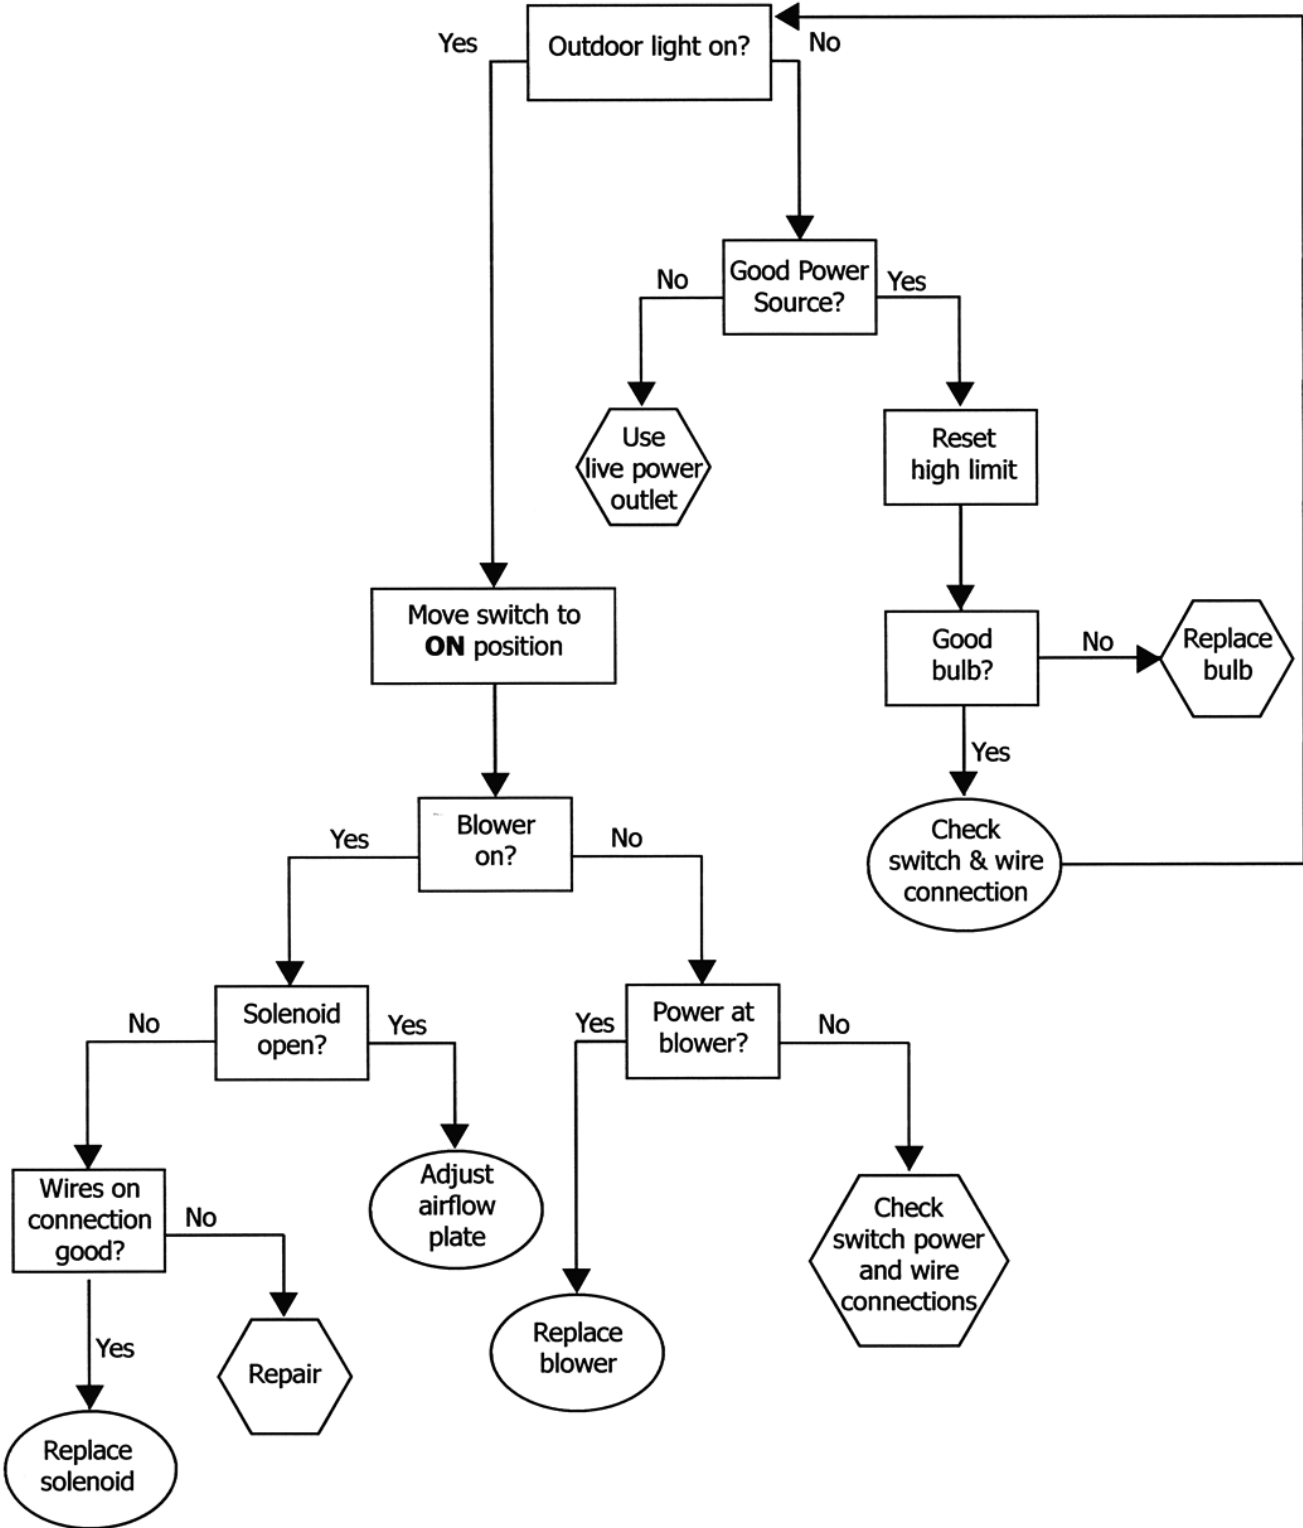 Outdoor light on?
Yes
No
Good Power
Source?
No
Yes
Use
live power
outlet
Reset
high limit
Move switch to
ON position
Good
bulb?
No
Replace
bulb
Yes
Check
switch & wire
connection
Blower
on?
Yes
No
Solenoid
open?
No
Yes
Power at
blower?
Yes
No
Wires on
connection
good?
No
Adjust
airflow
plate
Check
switch power
and wire
connections
Yes
Repair
Replace
blower
Replace
solenoid